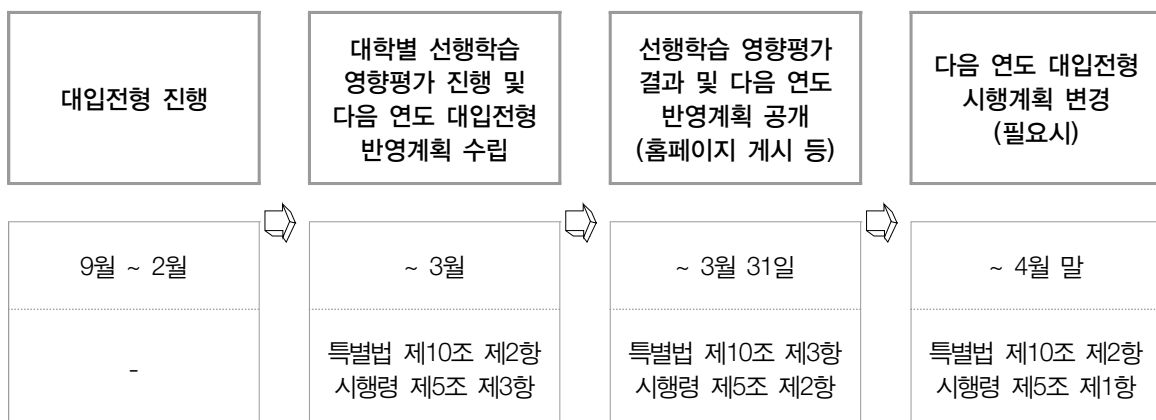 대입전형 진행
대학별 선행학습
영향평가 진행 및
다음 연도 대입전형
반영계획 수립
선행학습 영향평가
결과 및 다음 연도
반영계획 공개
(홈페이지 게시 등)
다음 연도 대입전형
시행계획 변경
(필요시)
9월 ~ 2월
~ 3월
~ 3월 31일
~ 4월 말
-
특별법 제10조 제2항
시행령 제5조 제3항
특별법 제10조 제3항
시행령 제5조 제2항
특별법 제10조 제2항
시행령 제5조 제1항